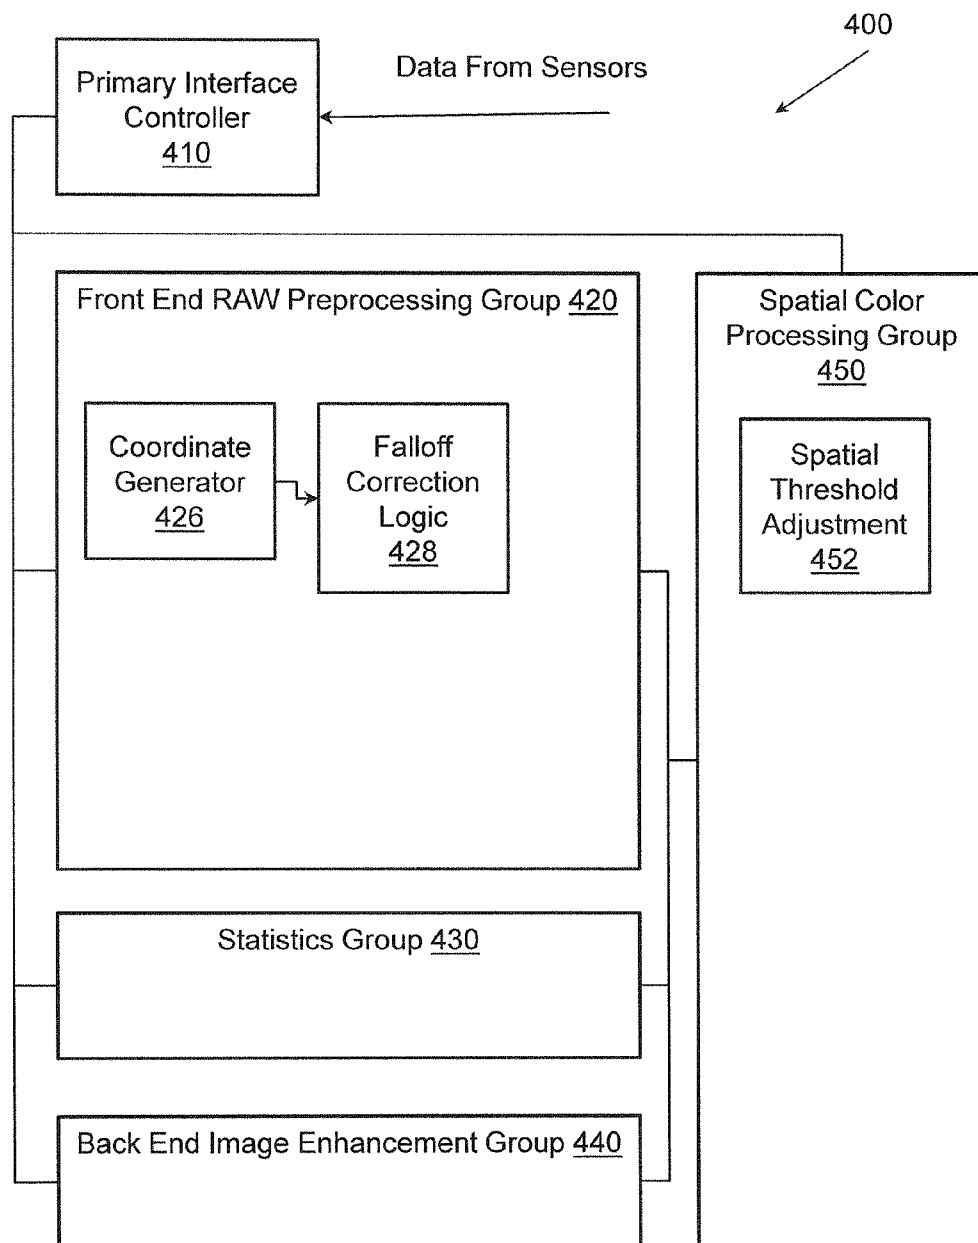 400
Data From Sensors
Primary Interface
Controller
410
Front End RAW Preprocessing Group 420
Coordinate
Generator
426
Falloff
Correction
Logic
428
Spatial Color
Processing Group
450
Spatial
Threshold
Adjustment
452
Statistics Group 430
Back End Image Enhancement Group 440